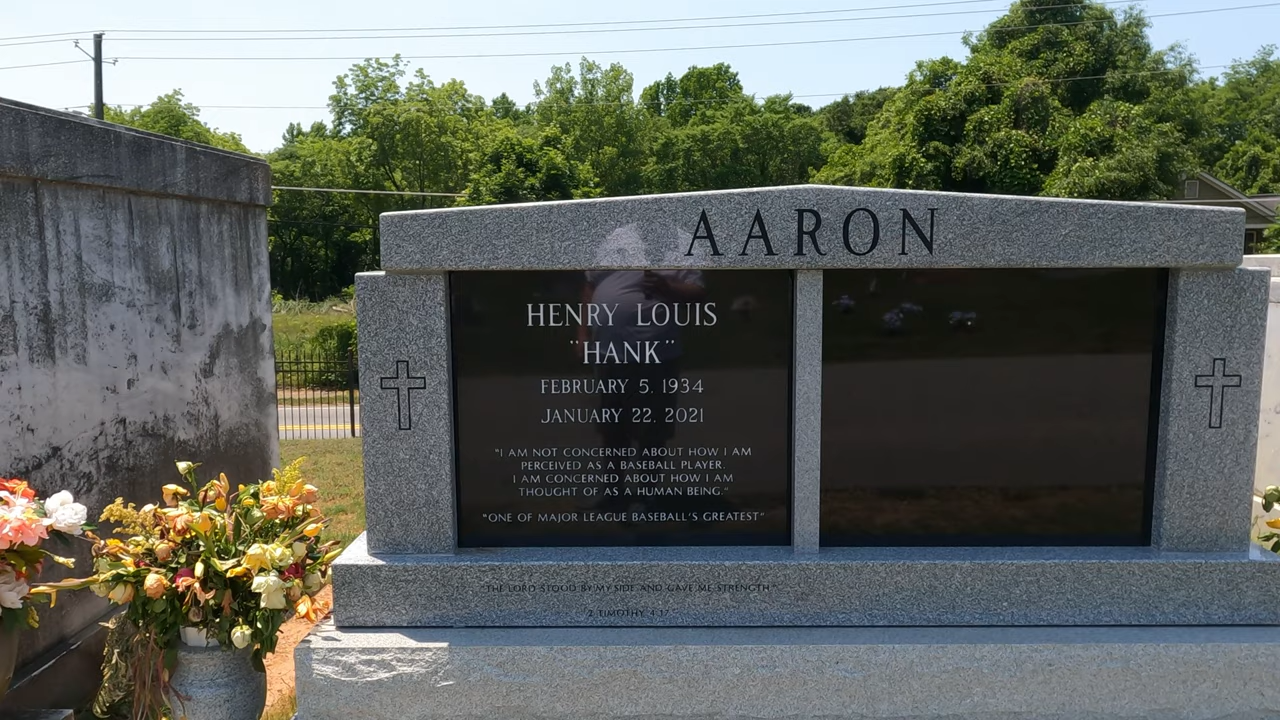 AARON
HENRY LOUIS
"HANK"
FEBRUARY 5, 1934
JANUARY 22, 2021
"I AM NOT CONCERNED ABOUT HOW I AM
PERCEIVED AS A BASEBALL PLAYER.
I AM CONCERNED ABOUT HOW I AM
THOUGHT OF AS A HUMAN BEING."
"ONE OF MAJOR LEAGUE BASEBALL'S GREATEST"
"THE LORD STOOD BY MY SIDE AND GAVE ME STRENGTH."
2 TIMOTHY 4:17